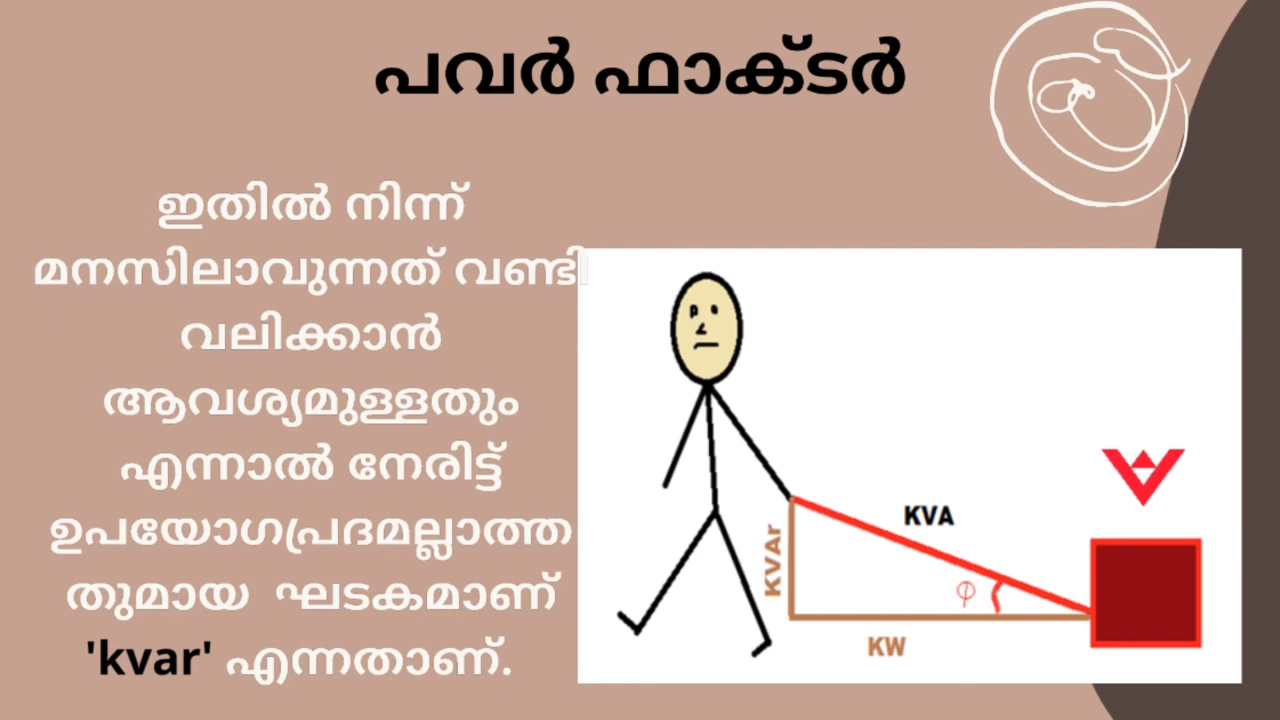 പവർ ഫാക്ടർ
ഇതിൽ നിന്ന്
മനസിലാവുന്നത് വണ്ടി
വലിക്കാൻ
ആവശ്യമുള്ളതും
എന്നാൽ നേരിട്ട്
ഉപയോഗപ്രദമല്ലാത്ത
തുമായ ഘടകമാണ്
'kvar' എന്നതാണ്.
KVA
KVAr
φ
KW